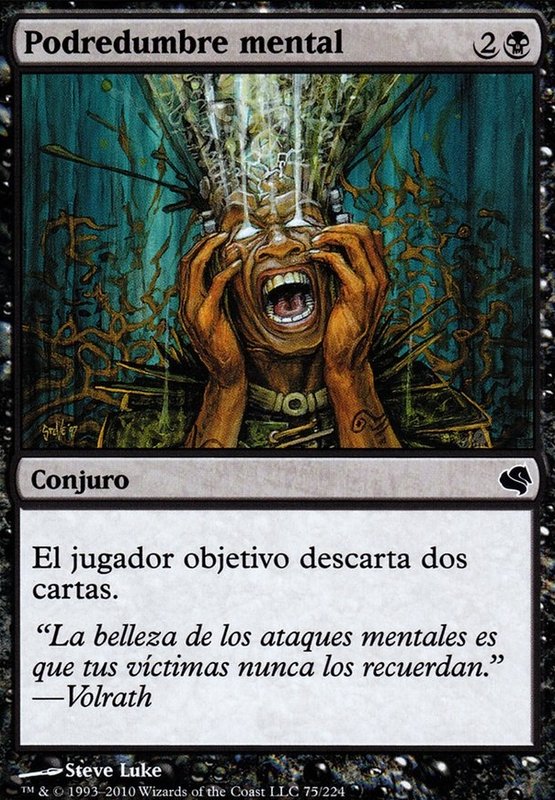 Podredumbre mental 2
Conjuro
El jugador objetivo descarta dos
cartas.
“La belleza de los ataques mentales es
que tus víctimas nunca los recuerdan.”
—Volrath
Steve Luke
™ & © 1993–2010 Wizards of the Coast LLC 75/224